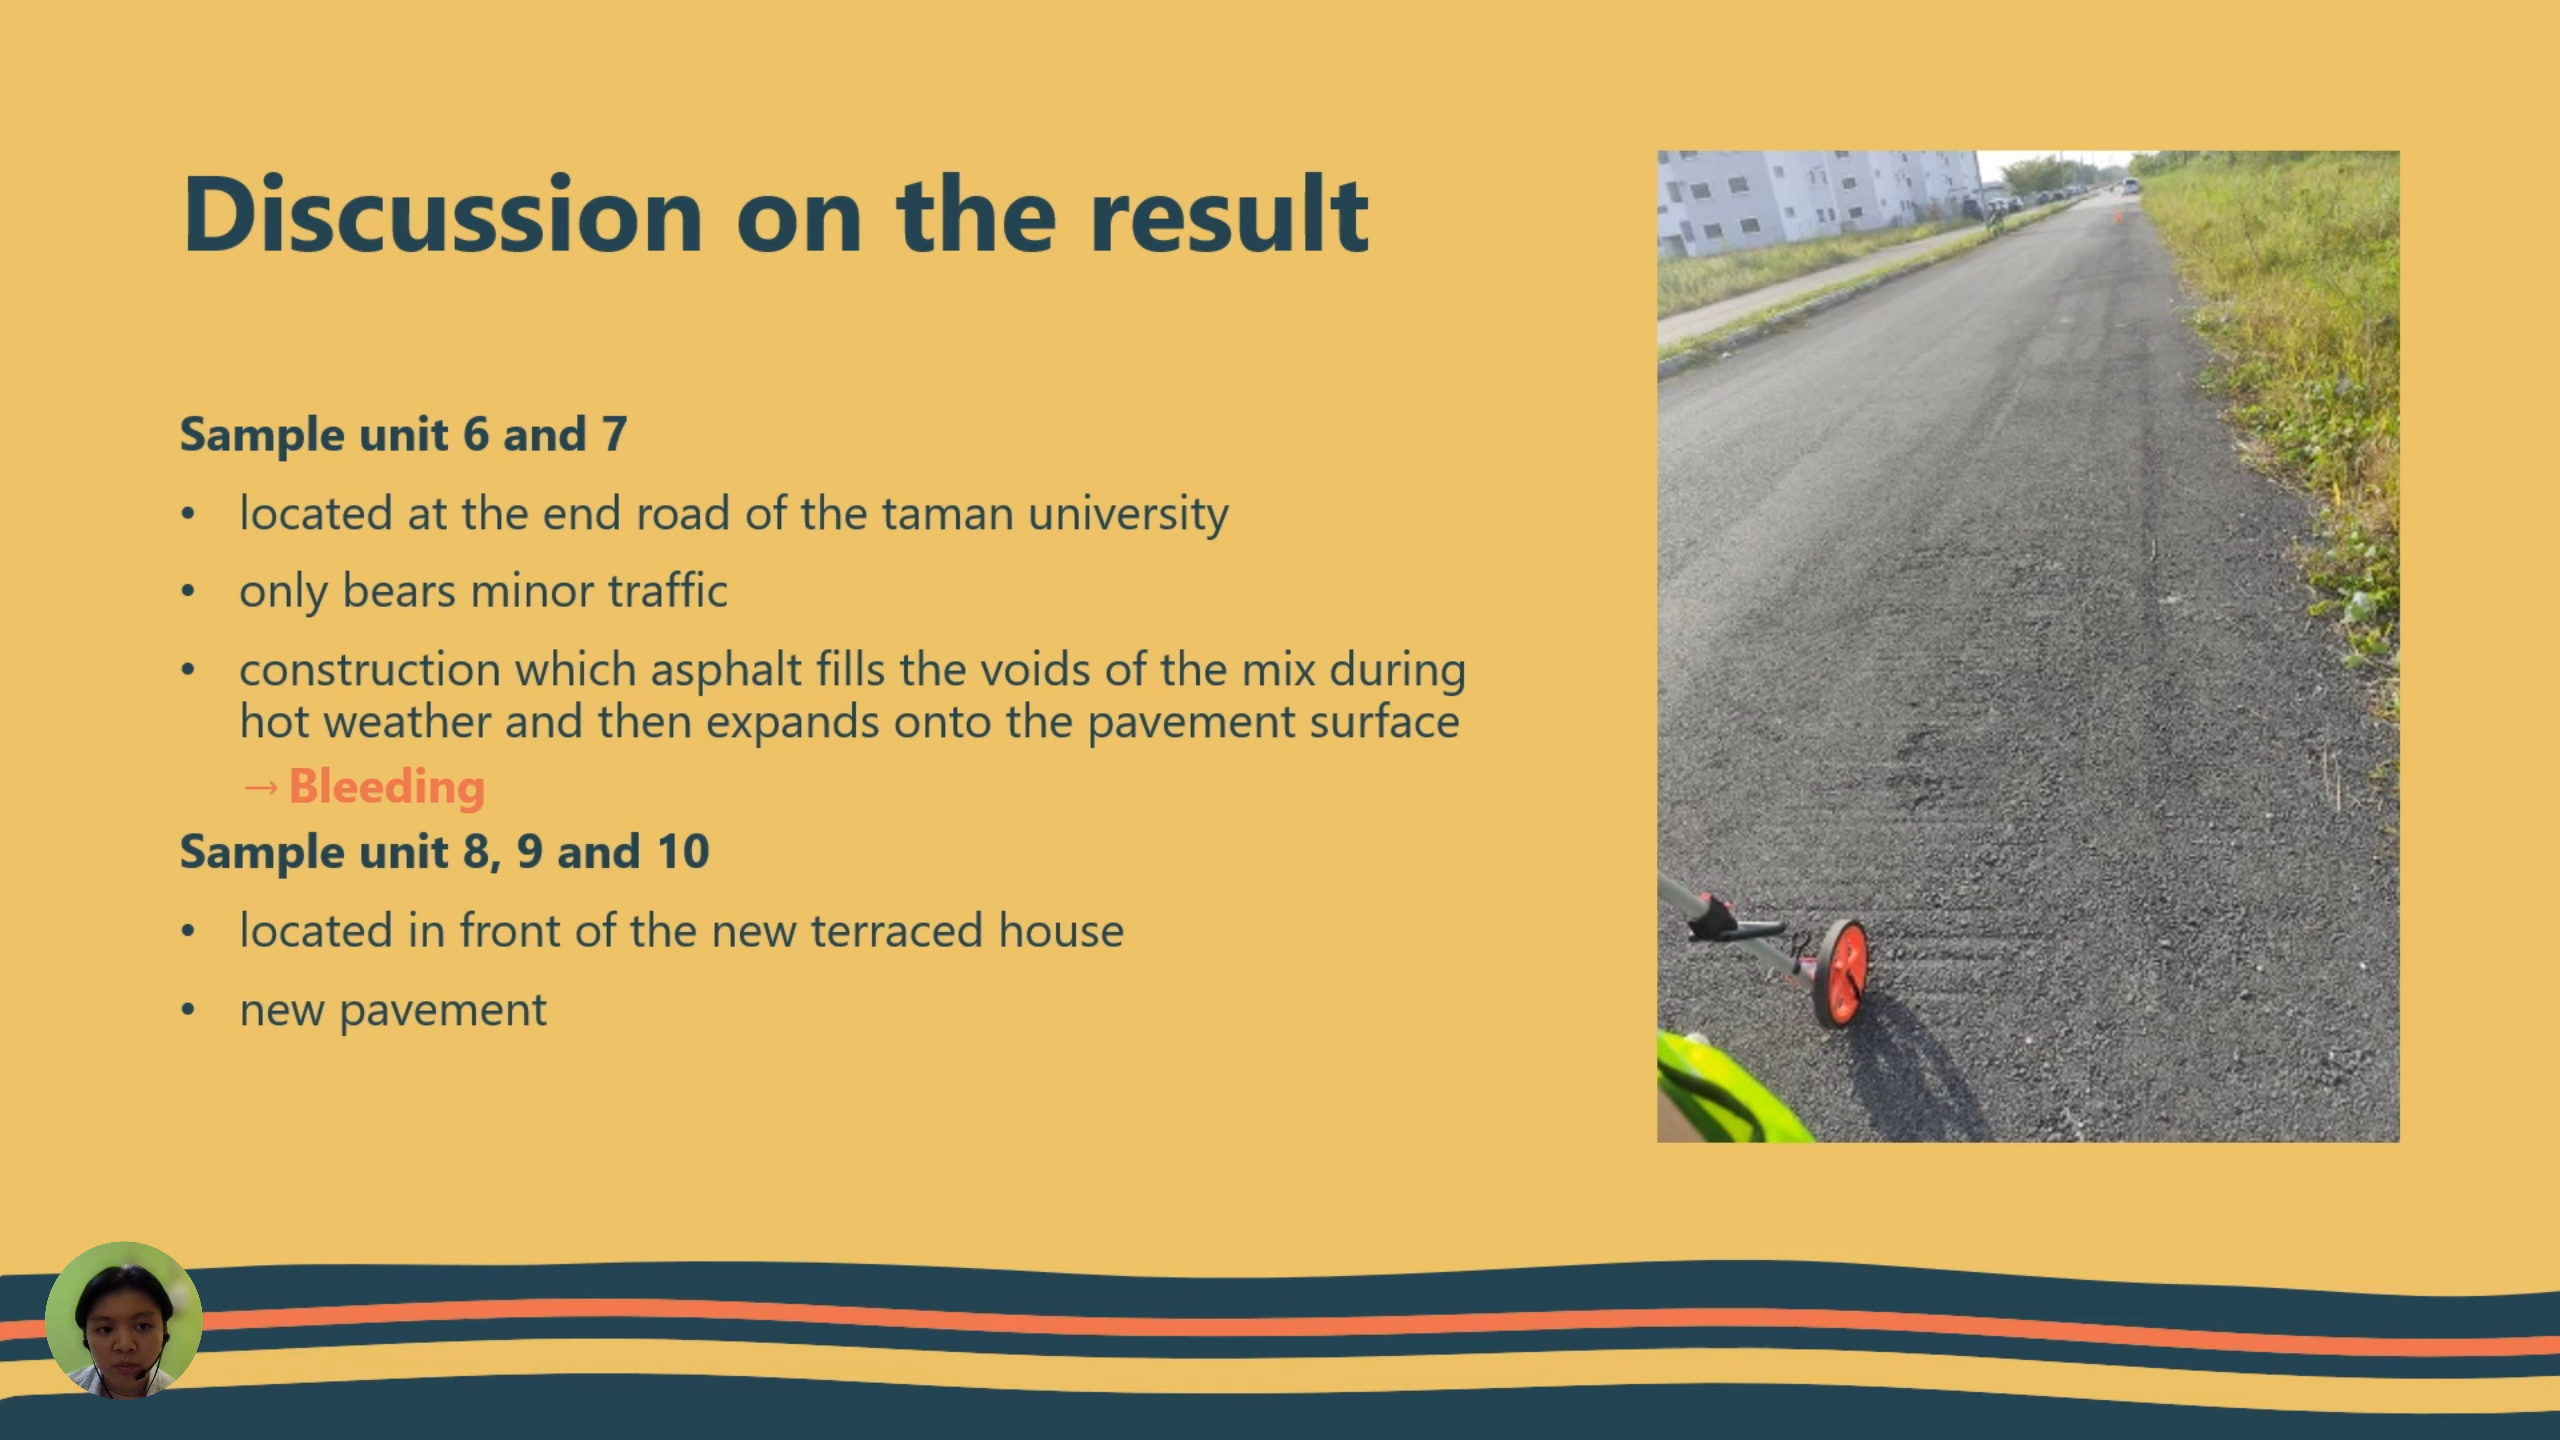 Discussion on the result
Sample unit 6 and 7
• located at the end road of the taman university
• only bears minor traffic
• construction which asphalt fills the voids of the mix during
hot weather and then expands onto the pavement surface
→ Bleeding
Sample unit 8, 9 and 10
• located in front of the new terraced house
• new pavement